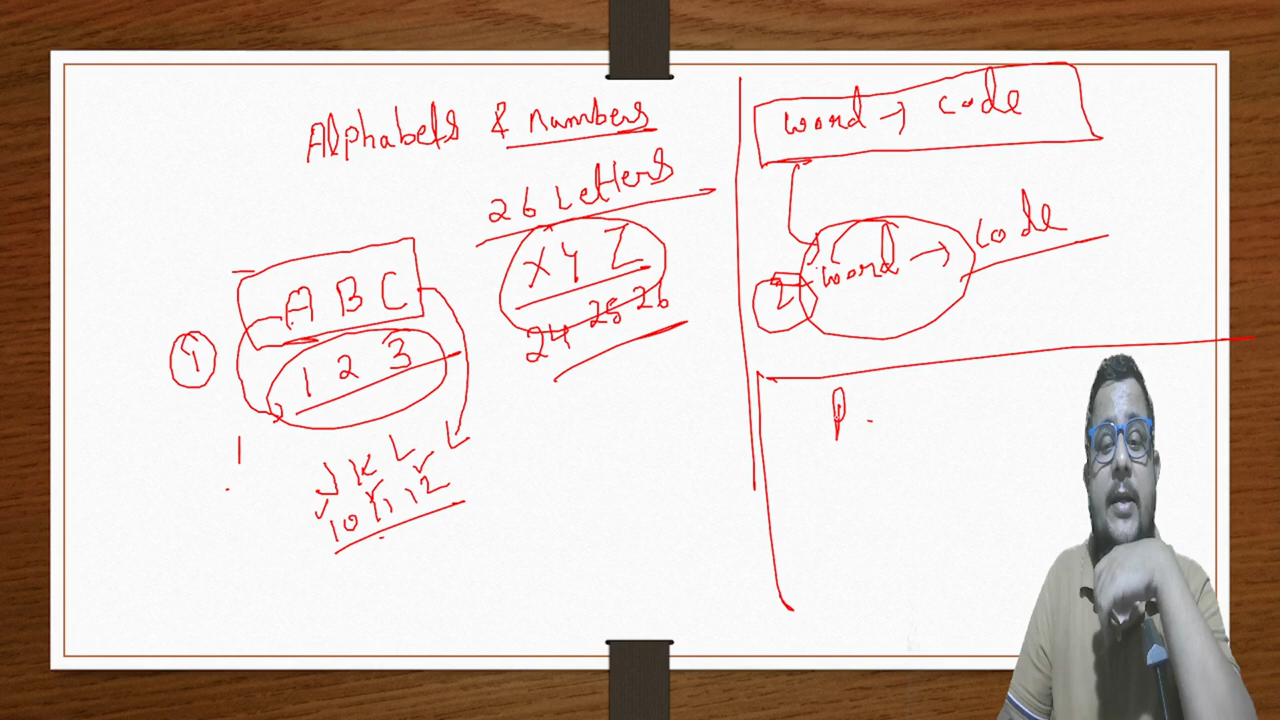 Alphabets & numbers
26 Letters
A B C
X Y Z
1
1 2 3
24 25 26
J K L
10 11 12
word → code
2 word → code
P